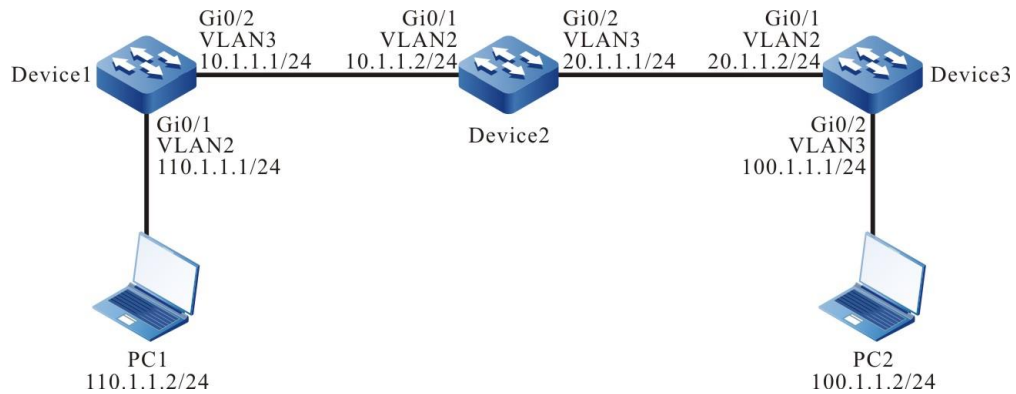 Gi0/2
VLAN3
10.1.1.1/24
Gi0/1
VLAN2
10.1.1.2/24
Gi0/2
VLAN3
20.1.1.1/24
Gi0/1
VLAN2
20.1.1.2/24
Device1
Device2
Device3
Gi0/1
VLAN2
110.1.1.1/24
Gi0/2
VLAN3
100.1.1.1/24
PC1
110.1.1.2/24
PC2
100.1.1.2/24